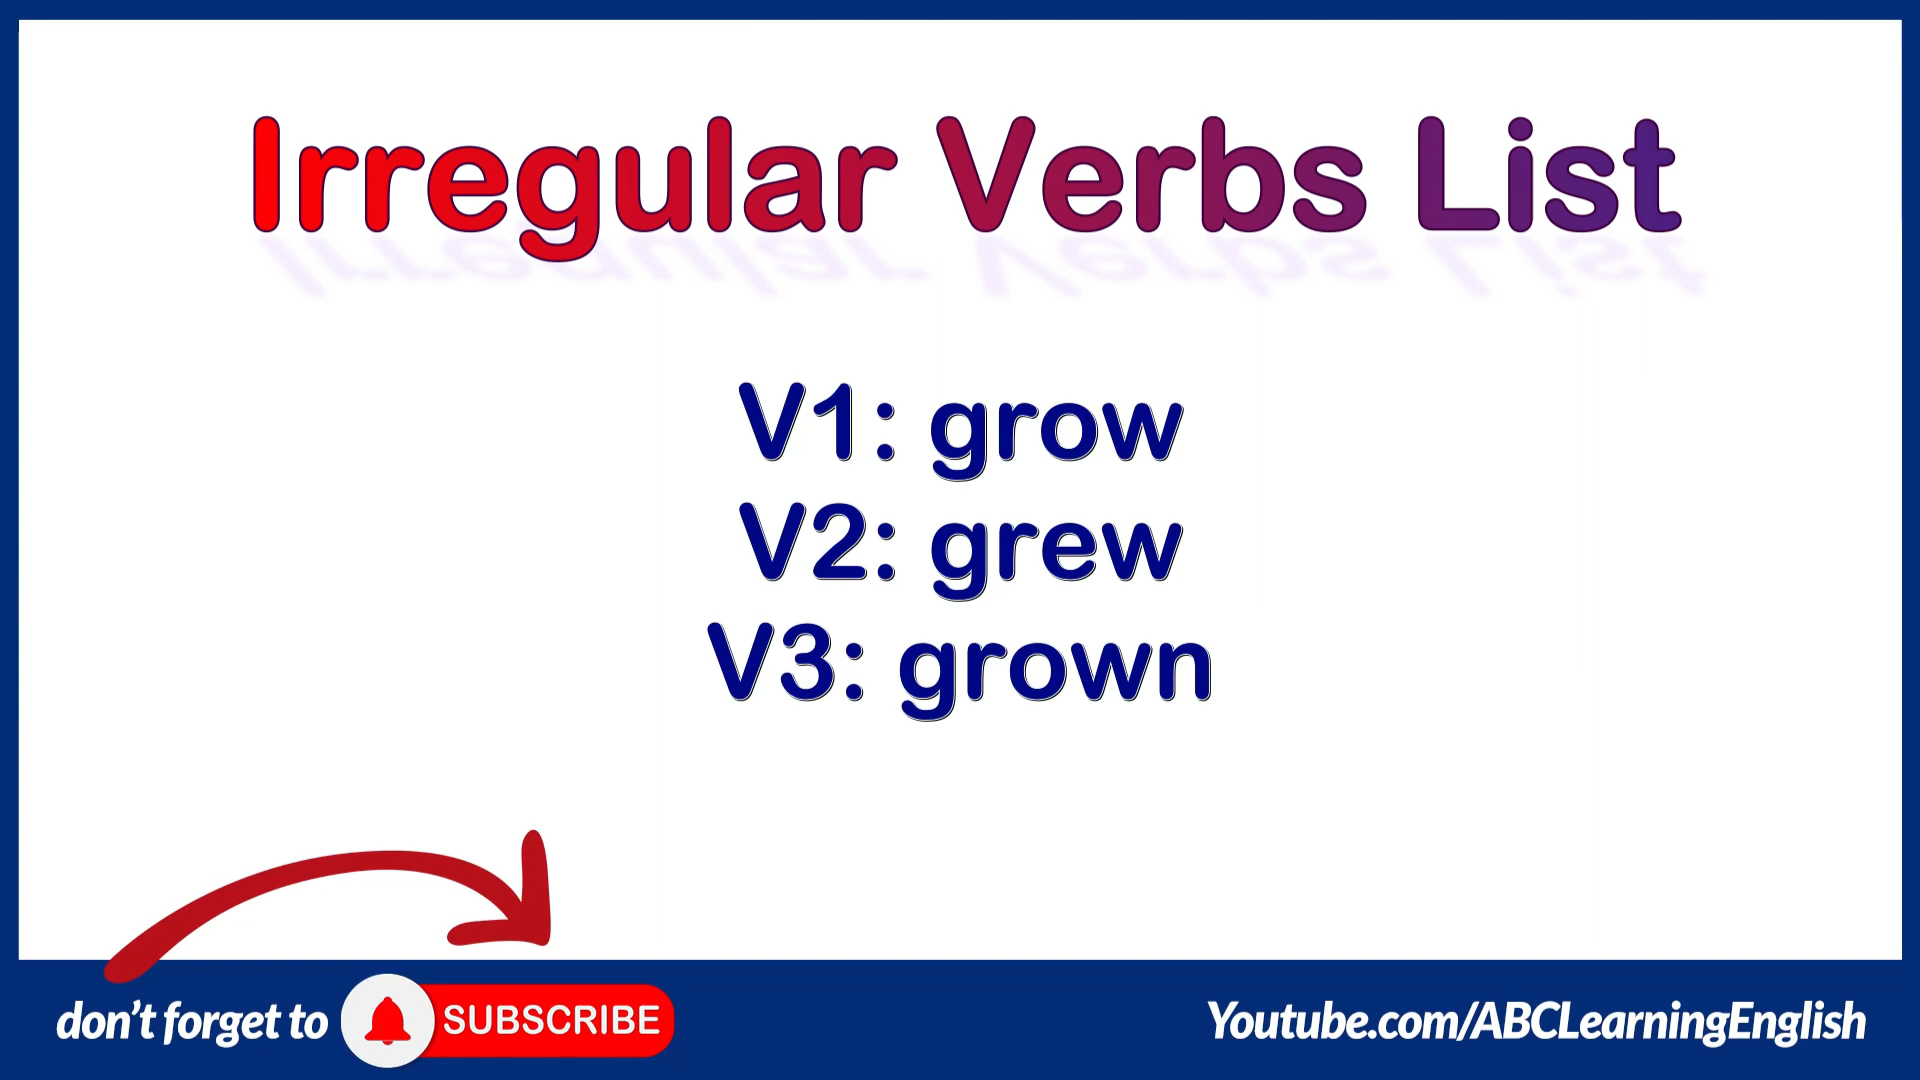 Irregular Verbs List
V1: grow
V2: grew
V3: grown
don't forget to SUBSCRIBE
Youtube.com/ABCLearningEnglish